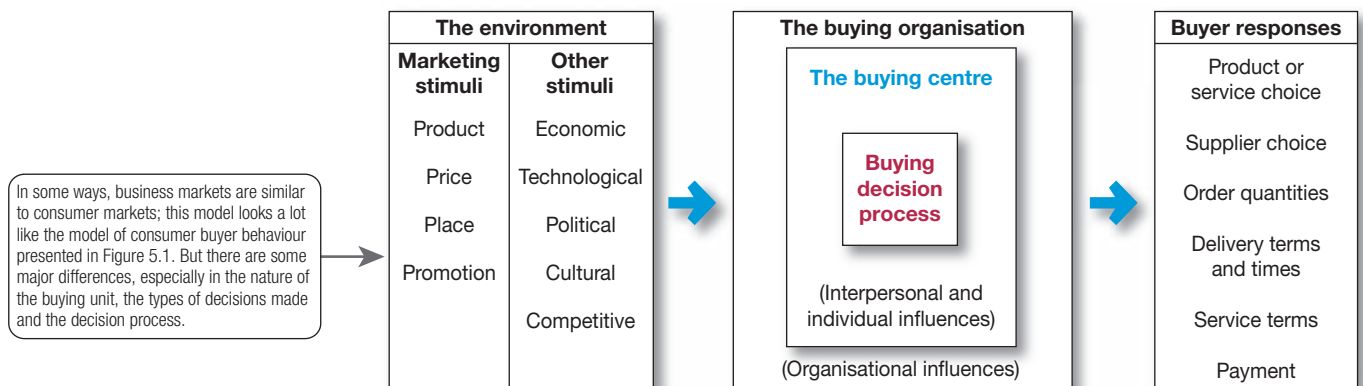 In some ways, business markets are similar
to consumer markets; this model looks a lot
like the model of consumer buyer behaviour
presented in Figure 5.1. But there are some
major differences, especially in the nature of
the buying unit, the types of decisions made
and the decision process.
The environment
Marketing
stimuli
Product
Price
Place
Promotion
Other
stimuli
Economic
Technological
Political
Cultural
Competitive
The buying organisation
The buying centre
Buying
decision
process
(Interpersonal and
individual influences)
(Organisational influences)
Buyer responses
Product or
service choice
Supplier choice
Order quantities
Delivery terms
and times
Service terms
Payment